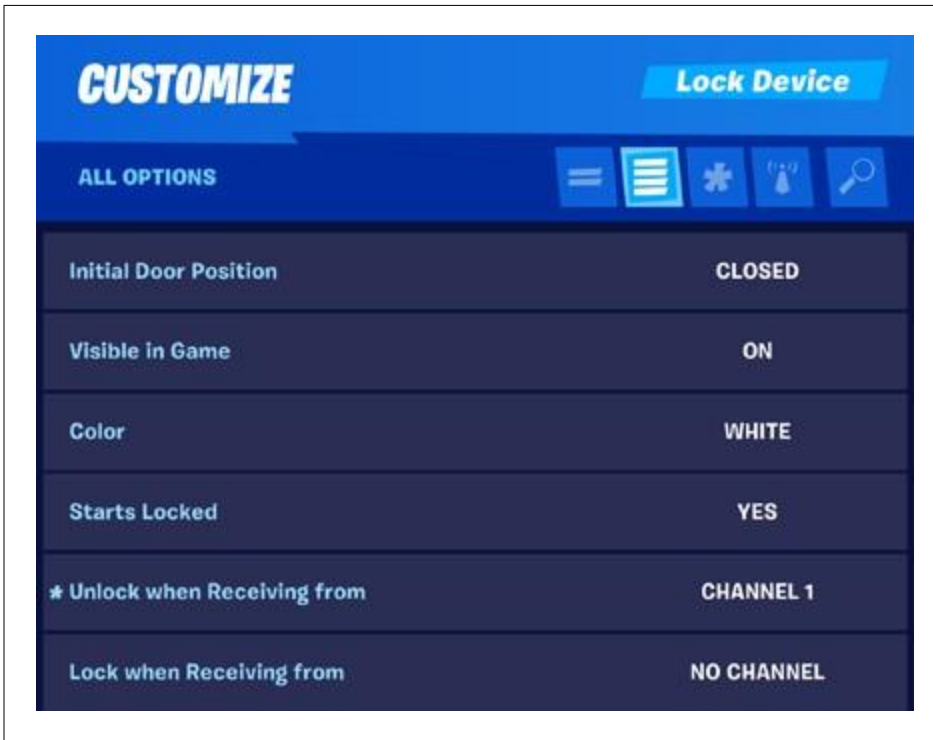 CUSTOMIZE
Lock Device
ALL OPTIONS
Initial Door Position CLOSED
Visible in Game ON
Color WHITE
Starts Locked YES
* Unlock when Receiving from CHANNEL 1
Lock when Receiving from NO CHANNEL